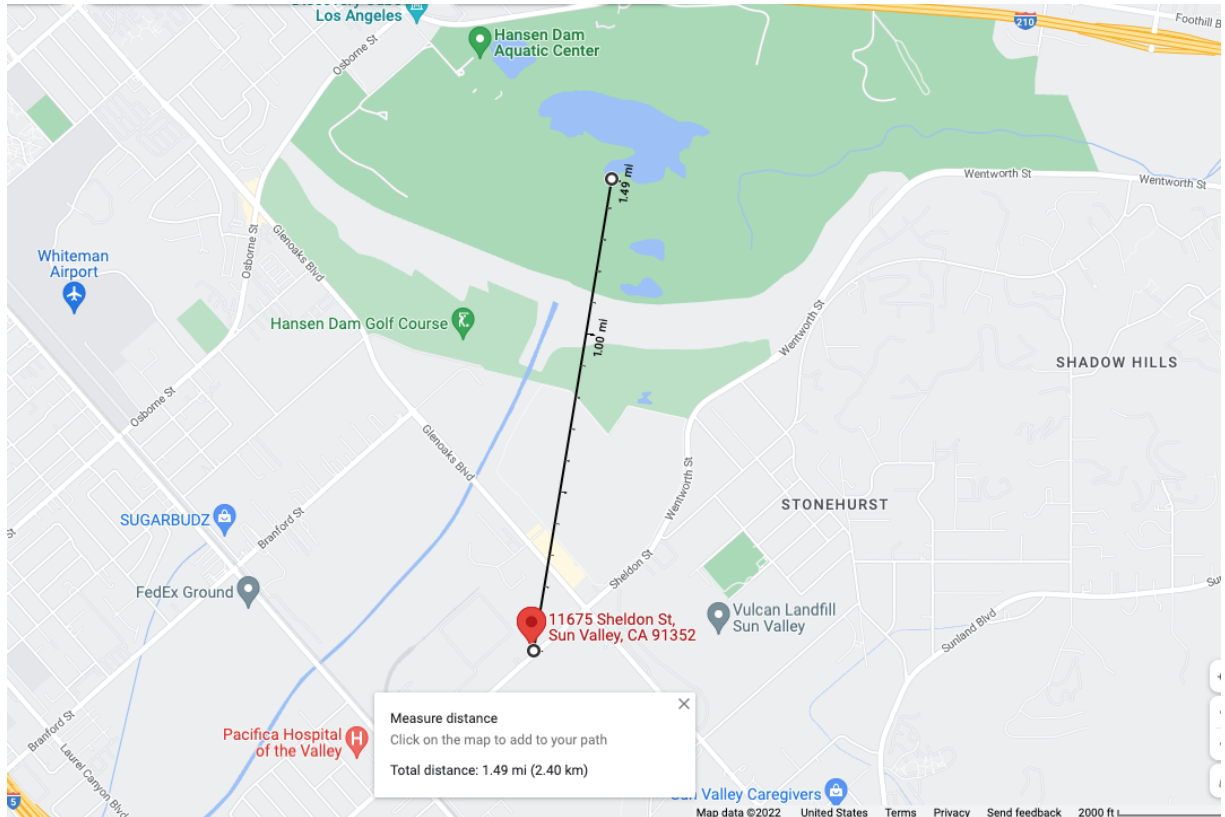 Los Angeles
Hansen Dam
Aquatic Center
210
Foothill B
Osborne St
1.49 mi
Wentworth St
Wentworth St
Whiteman
Airport
Osborne St
Glenoaks Blvd
Hansen Dam Golf Course
1.00 mi
Wentworth St
SHADOW HILLS
Osborne St
Glenoaks Blvd
Wentworth St
STONEHURST
SUGARBUDZ
Branford St
FedEx Ground
Sheldon St
11675 Sheldon St,
Sun Valley, CA 91352
Vulcan Landfill
Sun Valley
Sunland Blvd
Measure distance
Click on the map to add to your path
Total distance: 1.49 mi (2.40 km)
Pacifica Hospital
of the Valley
Branford St
Laurel Canyon Blvd
5
Sun Valley Caregivers
Map data ©2022 United States Terms Privacy Send feedback 2000 ft